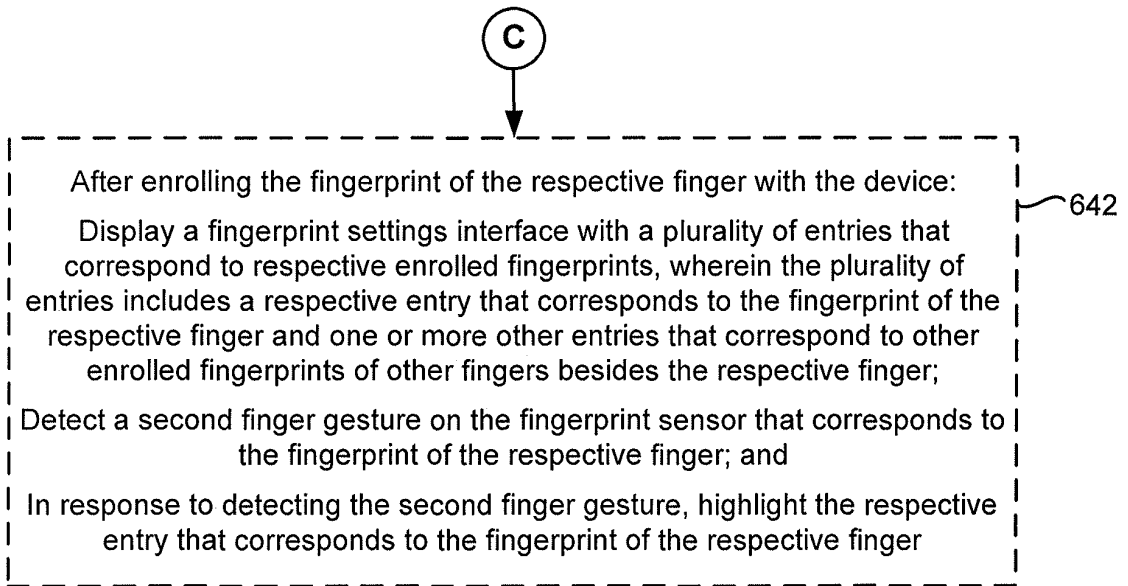 C
After enrolling the fingerprint of the respective finger with the device:
Display a fingerprint settings interface with a plurality of entries that
correspond to respective enrolled fingerprints, wherein the plurality of
entries includes a respective entry that corresponds to the fingerprint of the
respective finger and one or more other entries that correspond to other
enrolled fingerprints of other fingers besides the respective finger;
Detect a second finger gesture on the fingerprint sensor that corresponds to
the fingerprint of the respective finger; and
In response to detecting the second finger gesture, highlight the respective
entry that corresponds to the fingerprint of the respective finger
642